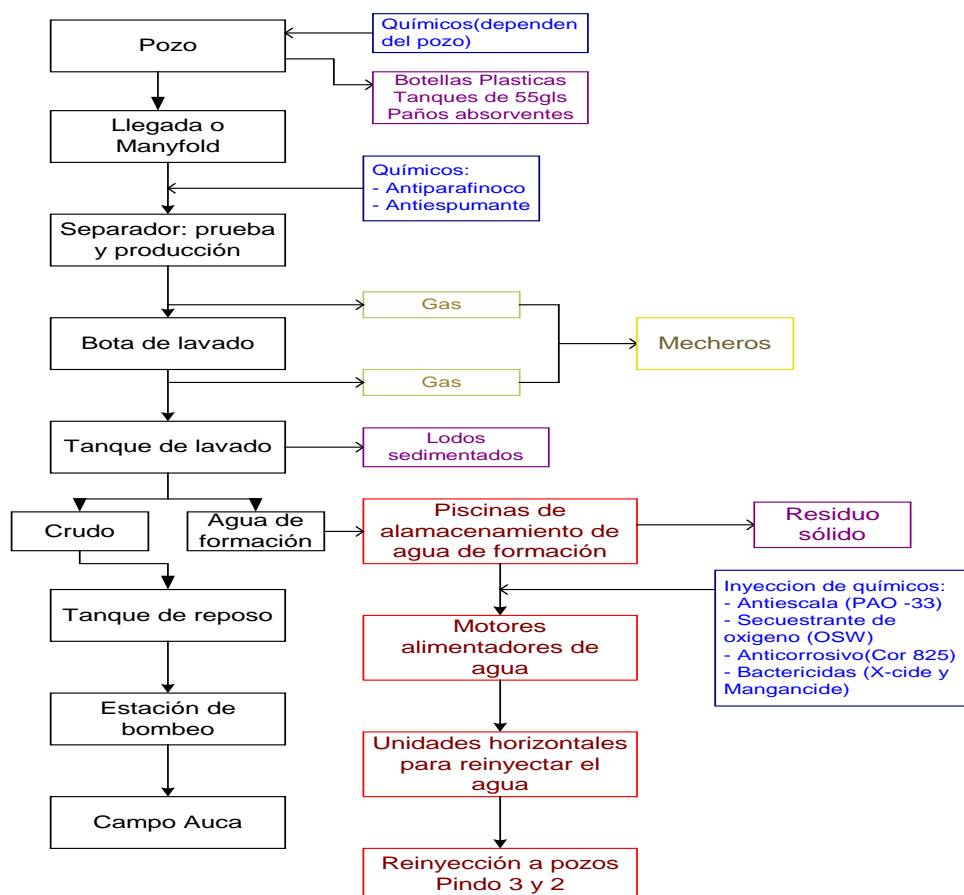 Químicos(dependen
del pozo)
Pozo
Botellas Plasticas
Tanques de 55gls
Paños absorventes
Llegada o
Manyfold
Químicos:
- Antiparafinoco
- Antiespumante
Separador: prueba
y producción
Gas
Bota de lavado
Mecheros
Gas
Tanque de lavado
Lodos
sedimentados
Crudo
Agua de
formación
Piscinas de
alamacenamiento de
agua de formación
Residuo
sólido
Inyeccion de químicos:
- Antiescala (PAO -33)
- Secuestrante de
oxigeno (OSW)
- Anticorrosivo(Cor 825)
- Bactericidas (X-cide y
Mangancide)
Tanque de reposo
Motores
alimentadores de
agua
Estación de
bombeo
Unidades horizontales
para reinyectar el
agua
Campo Auca
Reinyección a pozos
Pindo 3 y 2